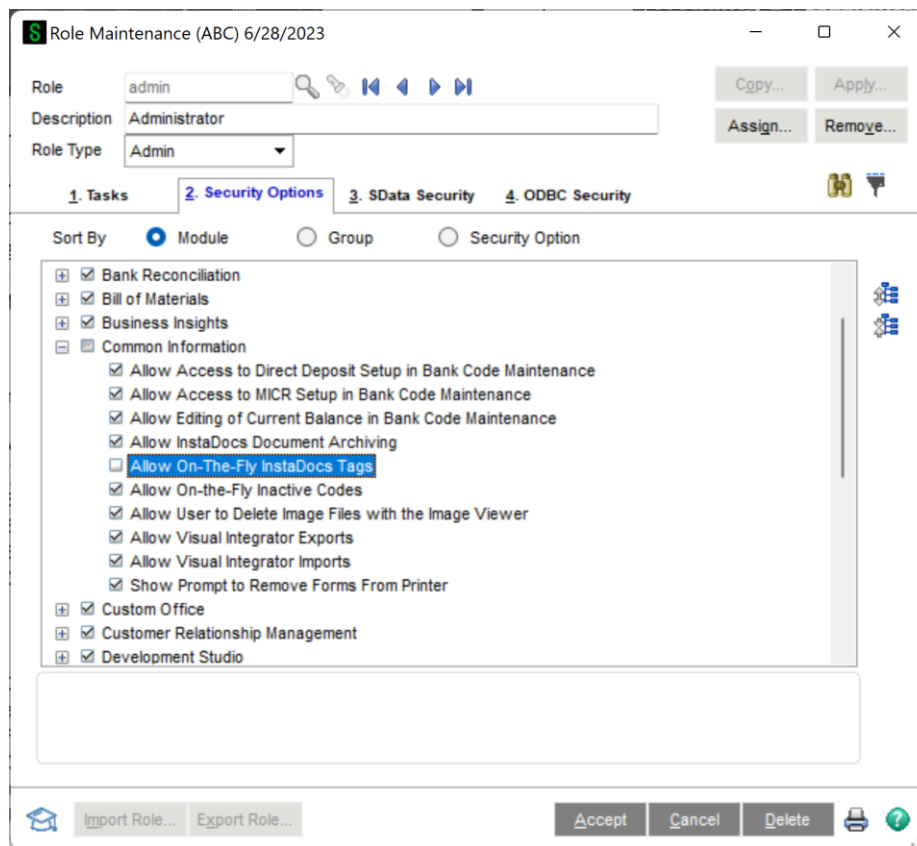 S Role Maintenance (ABC) 6/28/2023
Role admin Copy... Apply...
Description Administrator Assign... Remove...
Role Type Admin
1. Tasks 2. Security Options 3. SData Security 4. ODBC Security
Sort By Module Group Security Option
Bank Reconciliation
Bill of Materials
Business Insights
Common Information
Allow Access to Direct Deposit Setup in Bank Code Maintenance
Allow Access to MICR Setup in Bank Code Maintenance
Allow Editing of Current Balance in Bank Code Maintenance
Allow InstaDocs Document Archiving
Allow On-The-Fly InstaDocs Tags
Allow On-the-Fly Inactive Codes
Allow User to Delete Image Files with the Image Viewer
Allow Visual Integrator Exports
Allow Visual Integrator Imports
Show Prompt to Remove Forms From Printer
Custom Office
Customer Relationship Management
Development Studio
Import Role... Export Role... Accept Cancel Delete ?